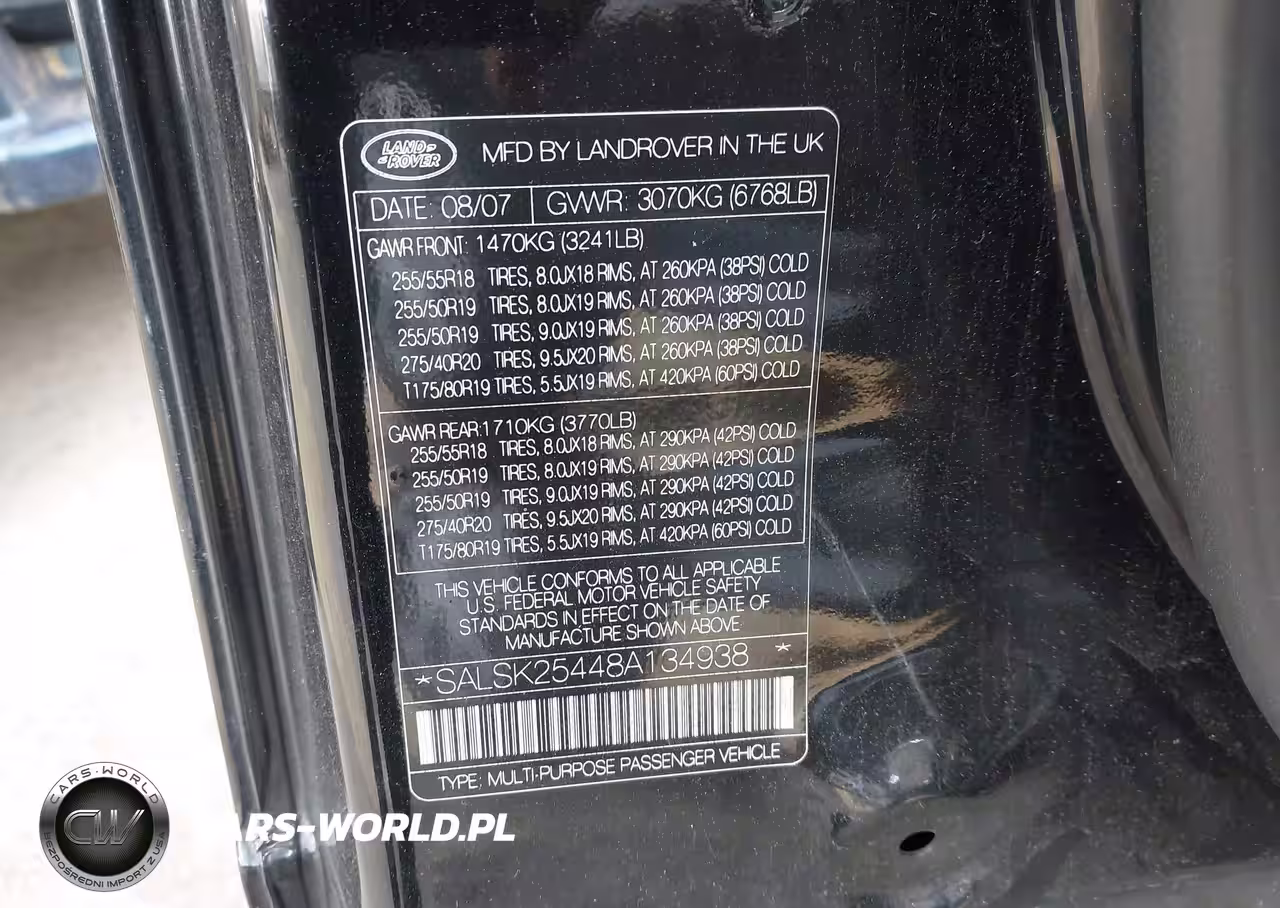 LAND ROVER
MFD BY LANDROVER IN THE UK
DATE: 08/07 GVWR: 3070KG (6768LB)
GAWR FRONT: 1470KG (3241LB)
255/55R18 TIRES, 8.0JX18 RIMS, AT 260KPA (38PSI) COLD
255/50R19 TIRES, 8.0JX19 RIMS, AT 260KPA (38PSI) COLD
255/50R19 TIRES, 9.0JX19 RIMS, AT 260KPA (38PSI) COLD
275/40R20 TIRES, 9.5JX20 RIMS, AT 260KPA (38PSI) COLD
T175/80R19 TIRES, 5.5JX19 RIMS, AT 420KPA (60PSI) COLD
GAWR REAR:1710KG (3770LB)
255/55R18 TIRES, 8.0JX18 RIMS, AT 290KPA (42PSI) COLD
255/50R19 TIRES, 8.0JX19 RIMS, AT 290KPA (42PSI) COLD
255/50R19 TIRES, 9.0JX19 RIMS, AT 290KPA (42PSI) COLD
275/40R20 TIRES, 9.5JX20 RIMS, AT 290KPA (42PSI) COLD
T175/80R19 TIRES, 5.5JX19 RIMS, AT 420KPA (60PSI) COLD
THIS VEHICLE CONFORMS TO ALL APPLICABLE
U.S. FEDERAL MOTOR VEHICLE SAFETY
STANDARDS IN EFFECT ON THE DATE OF
MANUFACTURE SHOWN ABOVE
*SALSK25448A134938 *
TYPE; MULTI-PURPOSE PASSENGER VEHICLE
CARS-WORLD
CW
BEZPOŚREDNI IMPORT Z USA
CARS-WORLD.PL